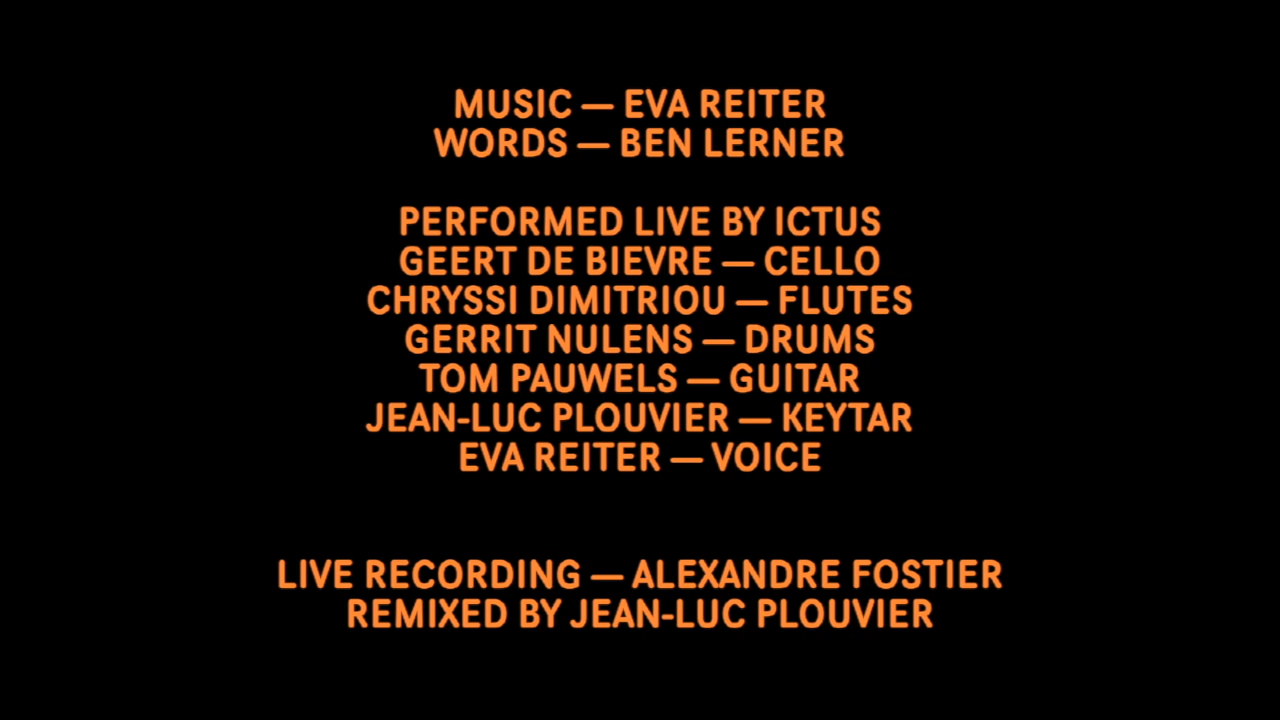 MUSIC — EVA REITER
WORDS — BEN LERNER
PERFORMED LIVE BY ICTUS
GEERT DE BIEVRE — CELLO
CHRYSSI DIMITRIOU — FLUTES
GERRIT NULENS — DRUMS
TOM PAUWELS — GUITAR
JEAN-LUC PLOUVIER — KEYTAR
EVA REITER — VOICE
LIVE RECORDING — ALEXANDRE FOSTIER
REMIXED BY JEAN-LUC PLOUVIER